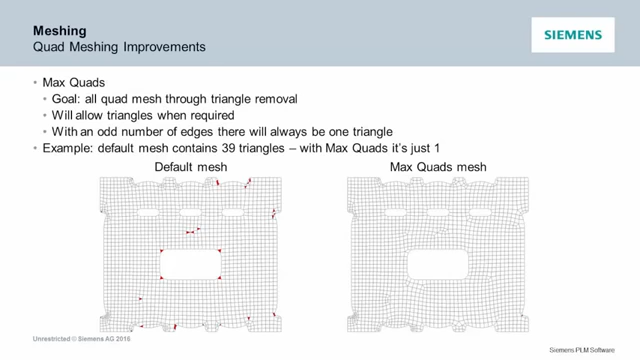 Meshing
Quad Meshing Improvements
SIEMENS
• Max Quads
• Goal: all quad mesh through triangle removal
• Will allow triangles when required
• With an odd number of edges there will always be one triangle
• Example: default mesh contains 39 triangles – with Max Quads it's just 1
Default mesh
Max Quads mesh
Unrestricted © Siemens AG 2016
Siemens PLM Software